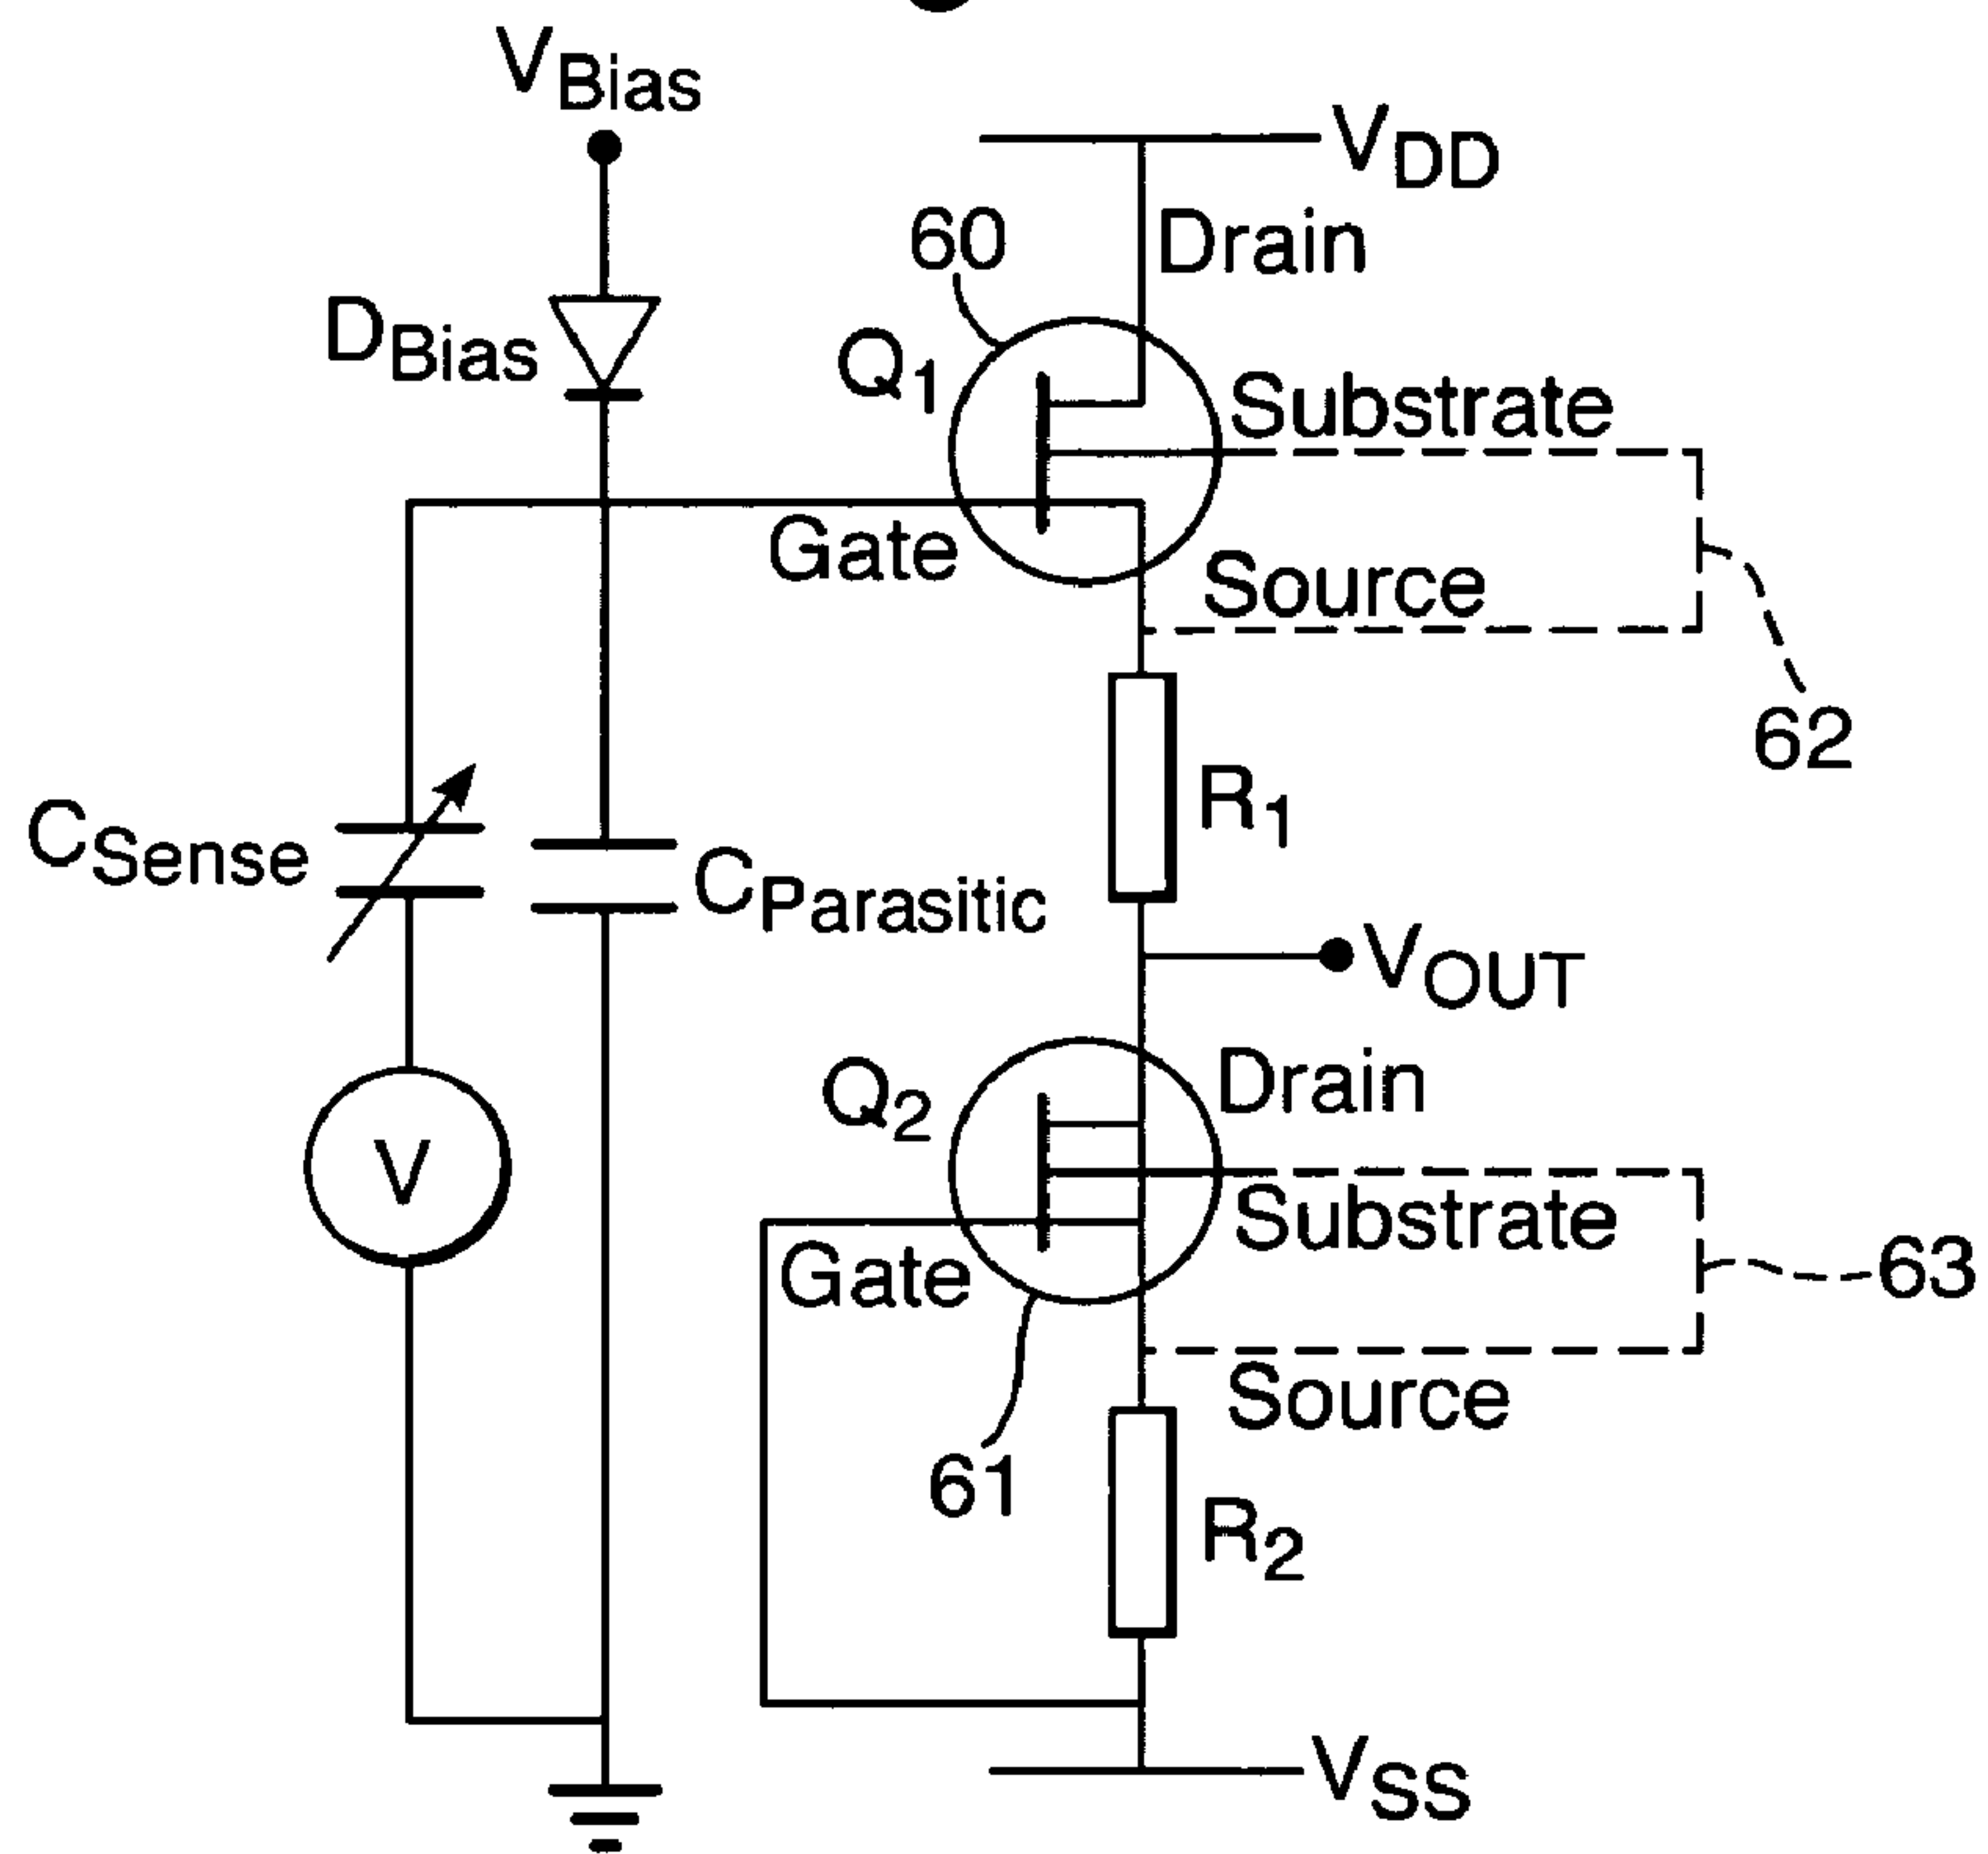 VBias
VDD
60
Drain
DBias
Q1
Substrate
Gate
Source
62
CSense
R1
CParasitic
VOUT
Q2
Drain
V
Substrate
Gate
63
Source
61
R2
VSS